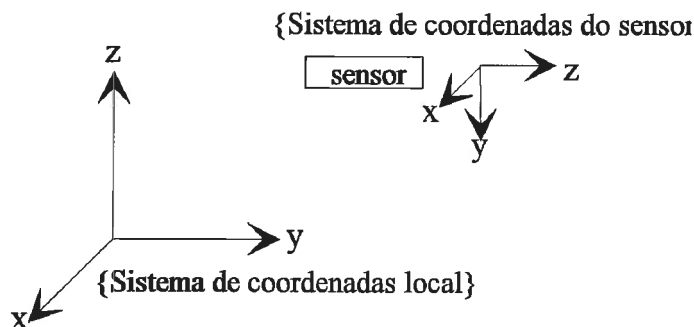 {Sistema de coordenadas do sensor
z
sensor
z
x
y
y
{Sistema de coordenadas local}
x